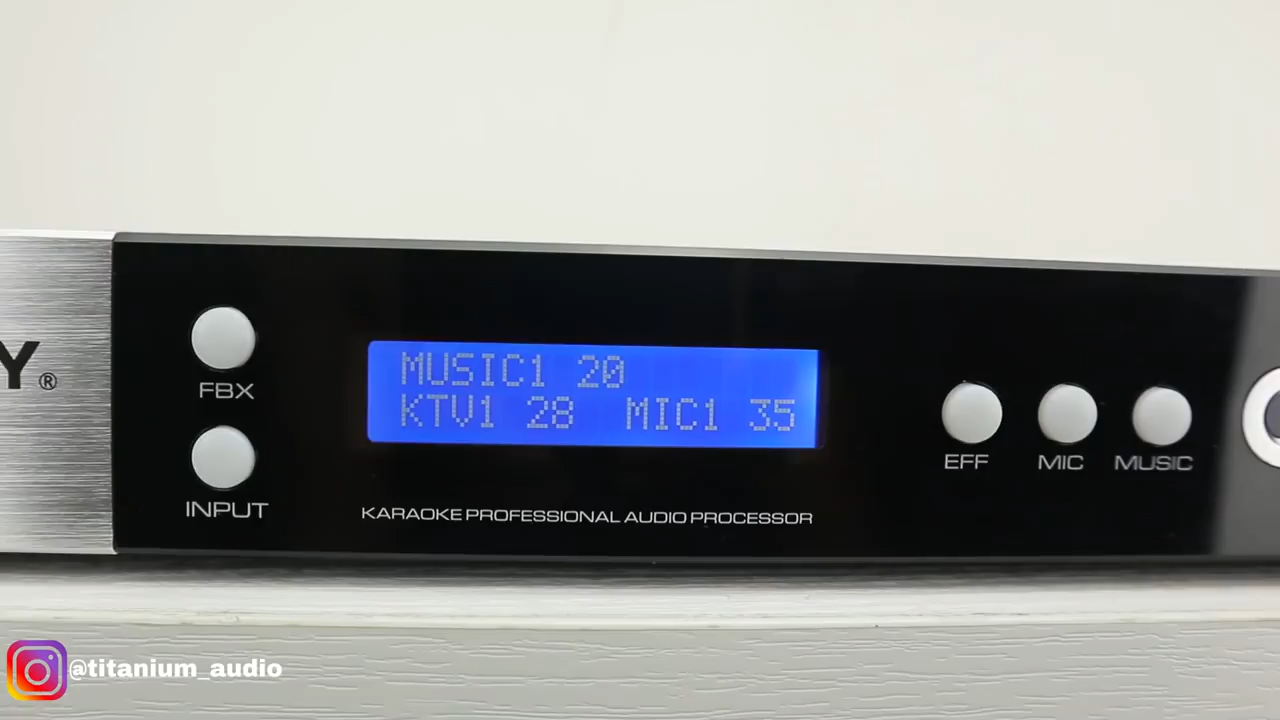 Y®
FBX
INPUT
MUSIC1 20
KTV1 28 MIC1 35
KARAOKE PROFESSIONAL AUDIO PROCESSOR
EFF
MIC
MUSIC
@titanium_audio